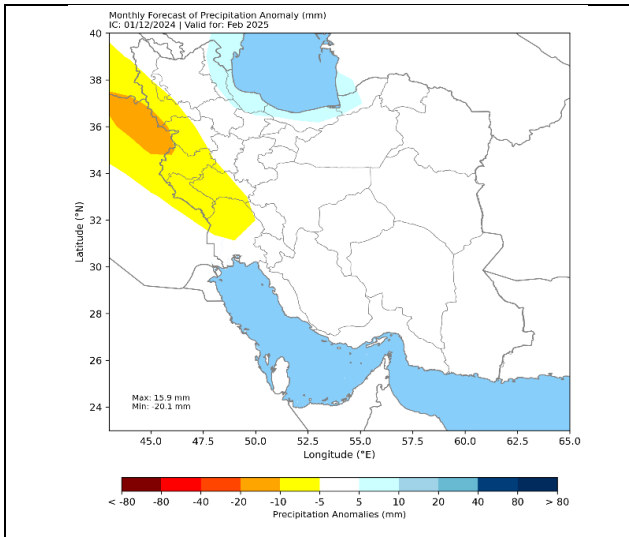 Monthly Forecast of Precipitation Anomaly (mm)
IC: 01/12/2024 | Valid for: Feb 2025
40
38
36
34
32
30
28
26
24
Latitude (°N)
Max: 15.9 mm
Min: -20.1 mm
45.0 47.5 50.0 52.5 55.0 57.5 60.0 62.5 65.0
Longitude (°E)
< -80 -80 -40 -20 -10 -5 5 10 20 40 80 > 80
Precipitation Anomalies (mm)